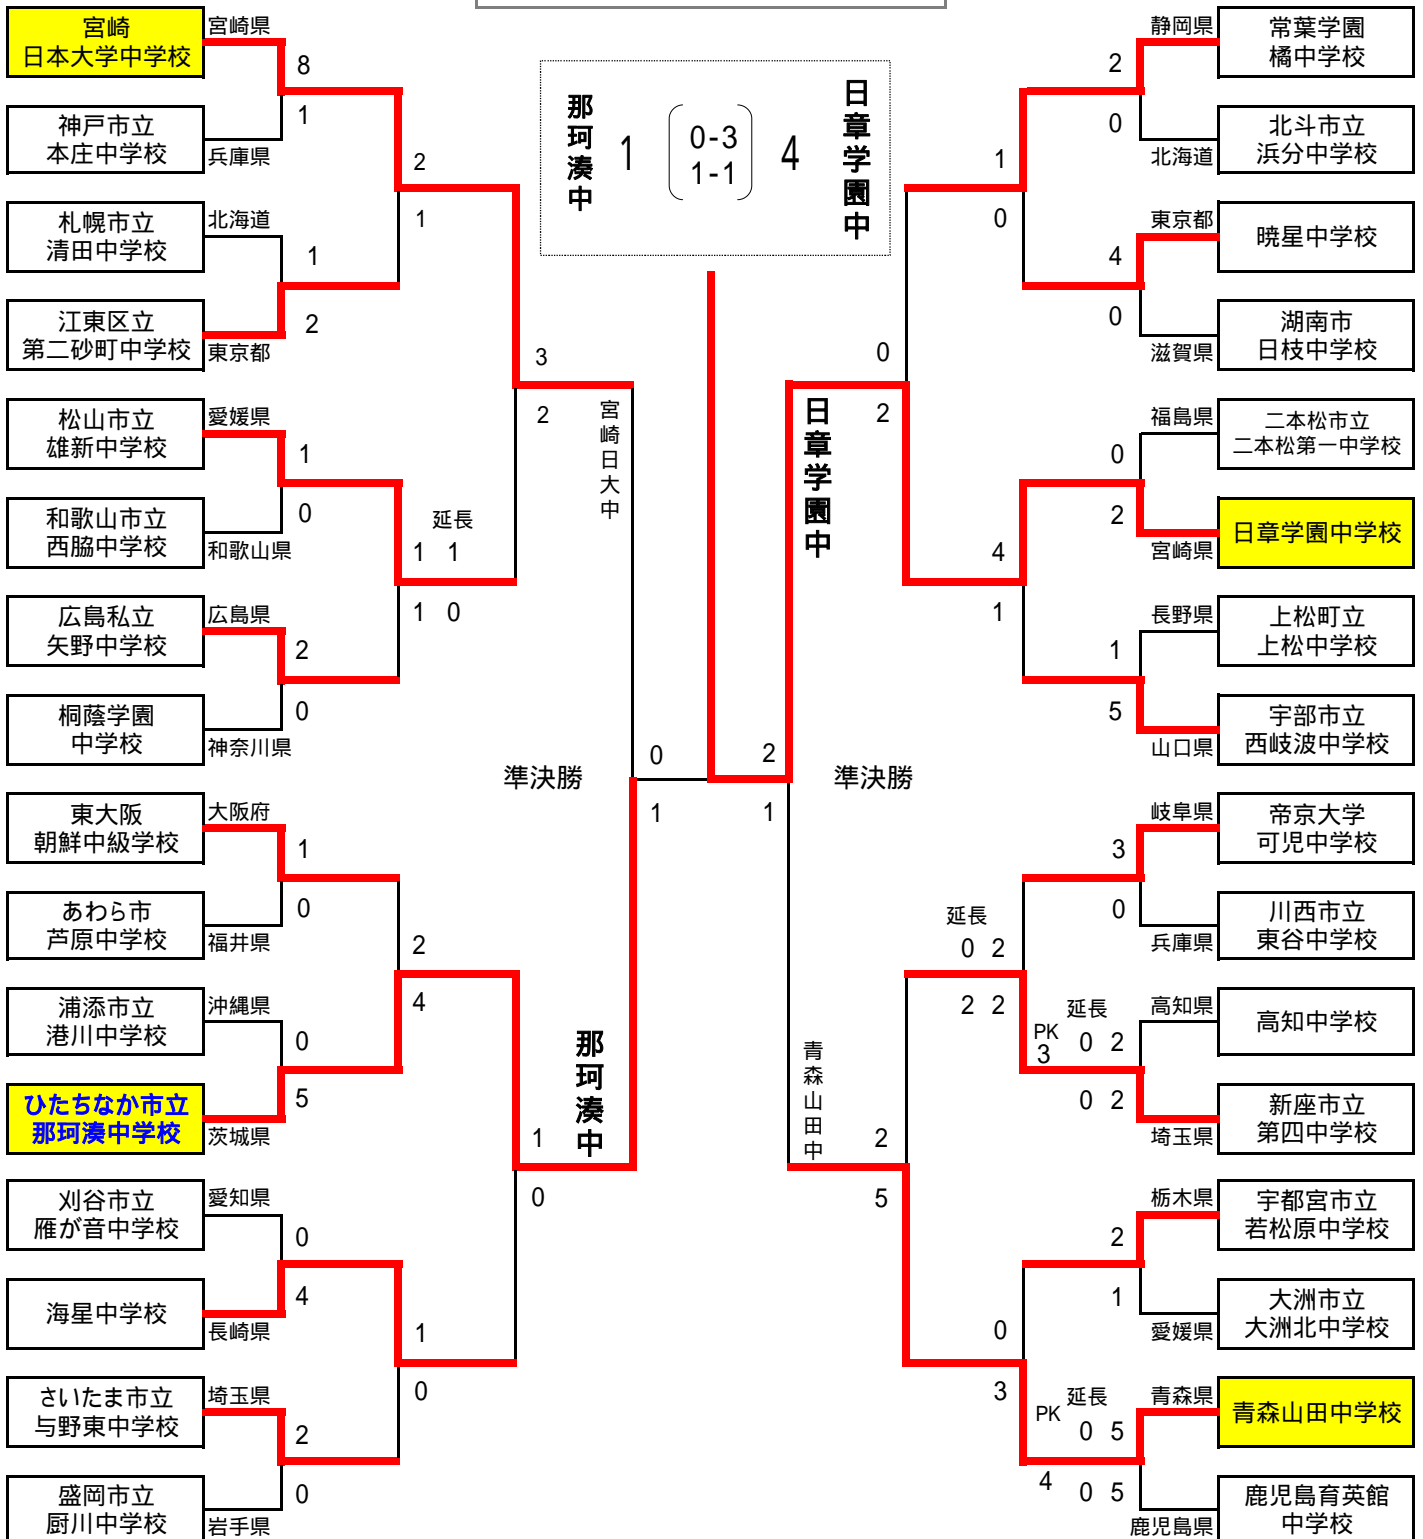 宮崎
日本大学中学校
宮崎県
8
神戸市立
本庄中学校
1
兵庫県
2
札幌市立
清田中学校
北海道
1
1
江東区立
第二砂町中学校
2
東京都
3
松山市立
雄新中学校
愛媛県
1
2
宮崎日大中
和歌山市立
西脇中学校
0
和歌山県
延長
1 1
広島私立
矢野中学校
広島県
2
1 0
桐蔭学園
中学校
0
神奈川県
準決勝
0
東大阪
朝鮮中級学校
大阪府
1
1
あわら市
芦原中学校
0
福井県
2
浦添市立
港川中学校
沖縄県
0
4
ひたちなか市立
那珂湊中学校
5
茨城県
那珂湊中
1
刈谷市立
雁が音中学校
愛知県
0
0
海星中学校
4
長崎県
1
さいたま市立
与野東中学校
埼玉県
2
0
盛岡市立
厨川中学校
0
岩手県
那珂湊中
1
0-3
1-1
4
日章学園中
静岡県
常葉学園
橘中学校
2
0
北斗市立
浜分中学校
北海道
1
東京都
暁星中学校
0
4
0
湖南市
日枝中学校
滋賀県
0
福島県
二本松市立
二本松第一中学校
日章学園中
2
0
2
日章学園中学校
宮崎県
4
長野県
上松町立
上松中学校
1
1
5
宇部市立
西岐波中学校
山口県
2
準決勝
1
岐阜県
帝京大学
可児中学校
3
0
川西市立
東谷中学校
兵庫県
延長
0 2
2 2
高知県
高知中学校
延長
PK
3
0 2
0 2
新座市立
第四中学校
埼玉県
青森山田中
2
5
栃木県
宇都宮市立
若松原中学校
2
1
大洲市立
大洲北中学校
愛媛県
0
3
青森県
青森山田中学校
延長
PK
0 5
4
0 5
鹿児島育英館
中学校
鹿児島県